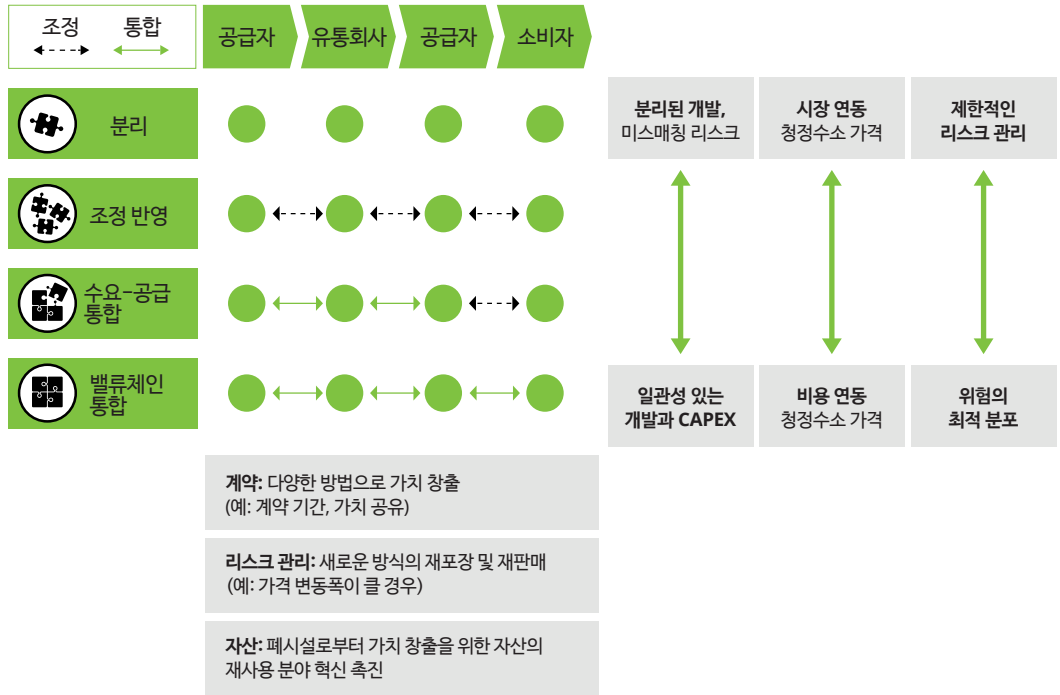 조정 통합
공급자 유통회사 공급자 소비자
분리
조정 반영
수요-공급
통합
밸류체인
통합
분리된 개발,
미스매칭 리스크
시장 연동
청정수소 가격
제한적인
리스크 관리
일관성 있는
개발과 CAPEX
비용 연동
청정수소 가격
위험의
최적 분포
계약: 다양한 방법으로 가치 창출
(예: 계약 기간, 가치 공유)
리스크 관리: 새로운 방식의 재포장 및 재판매
(예: 가격 변동폭이 클 경우)
자산: 폐시설로부터 가치 창출을 위한 자산의
재사용 분야 혁신 촉진